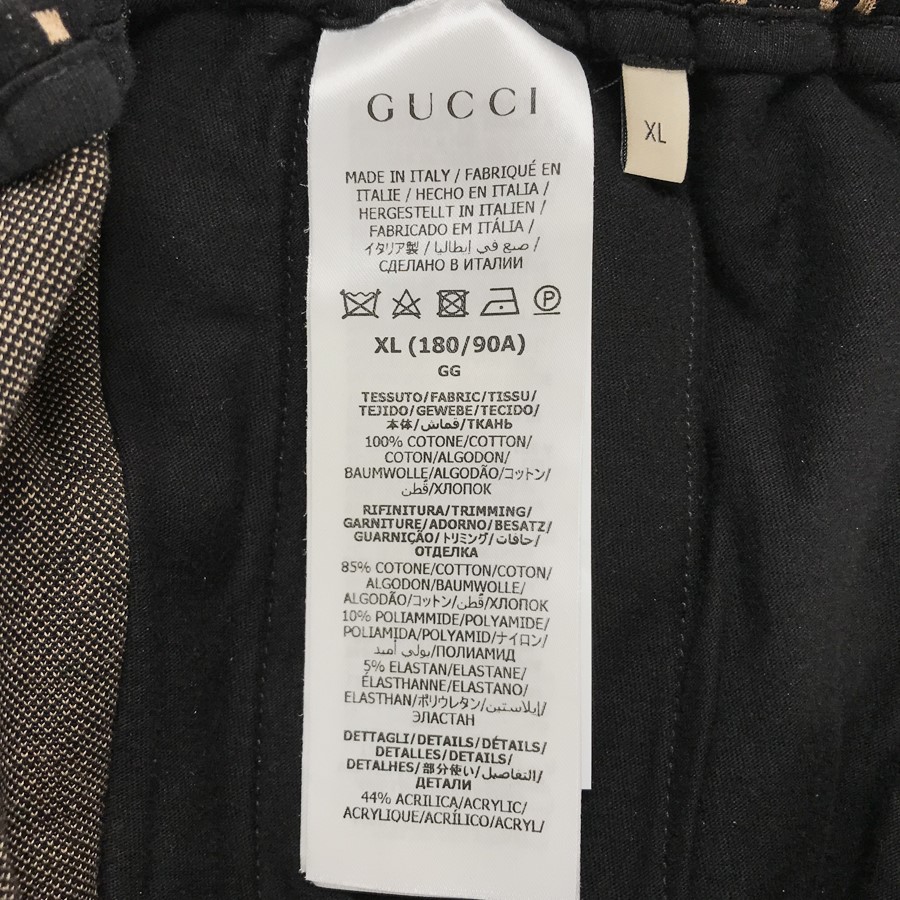 GUCCI
XL
MADE IN ITALY / FABRIQUÉ EN
ITALIE / HECHO EN ITALIA /
HERGESTELLT IN ITALIEN /
FABRICADO EM ITÁLIA /
イタリア製 / صنع في إيطاليا /
СДЕЛАНО В ИТАЛИИ
P
XL (180/90A)
GG
TESSUTO/FABRIC/TISSU/
TEJIDO/GEWEBE/TECIDO/
本体/قماش/ТКАНЬ
100% COTONE/COTTON/
COTON/ALGODON/
BAUMWOLLE/ALGODÃO/コットン/
قُطن/ХЛОПОК
RIFINITURA/TRIMMING/
GARNITURE/ADORNO/BESATZ/
GUARNIÇÃO/トリミング/حافات/
ОТДЕЛКА
85% COTONE/COTTON/COTON/
ALGODON/BAUMWOLLE/
ALGODÃO/コットン/قُطن/ХЛОПОК
10% POLIAMMIDE/POLYAMIDE/
POLIAMIDA/POLYAMID/ナイロン/
بولي أميد/ПОЛИАМИД
5% ELASTAN/ELASTANE/
ÉLASTHANNE/ELASTANO/
ELASTHAN/ポリウレタン/إيلاستين/
ЭЛАСТАН
DETTAGLI/DETAILS/DÉTAILS/
DETALLES/DETAILS/
DETALHES/部分使い/التفاصيل/
ДЕТАЛИ
44% ACRILICA/ACRYLIC/
ACRYLIQUE/ACRÍLICO/ACRYL/